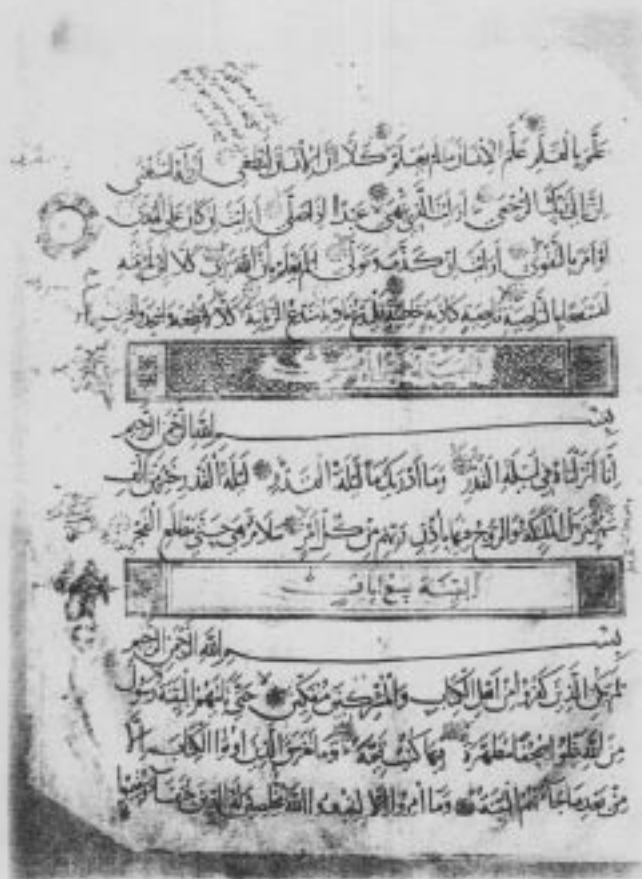 علم بالقلم علم الانسان ما لم يعلم كلا ان الانسان ليطغى ان رآه استغنى
ان الى ربك الرجعى ارايت الذي ينهى عبدا اذا صلى ارايت ان كان على الهدى
او امر بالتقوى ارايت ان كذب وتولى الم يعلم بان الله يرى كلا لئن لم ينته
لنسفعا بالناصية ناصية كاذبة خاطئة فليدع ناديه سندع الزبانية كلا لا تطعه واسجد واقترب
بسم الله الرحمن الرحيم
انا انزلناه في ليلة القدر وما ادريك ما ليلة القدر ليلة القدر خير من الف
شهر تنزل الملئكة والروح فيها باذن ربهم من كل امر سلام هي حتى مطلع الفجر
البينة ايات
بسم الله الرحمن الرحيم
لم يكن الذين كفروا من اهل الكتاب والمشركين منفكين حتى تاتيهم البينة رسول
من الله يتلوا صحفا مطهرة فيها كتب قيمة وما تفرق الذين اوتوا الكتاب الا
من بعد ما جاءتهم البينة وما امروا الا ليعبدوا الله مخلصين له الدين حنفاء ويقيموا